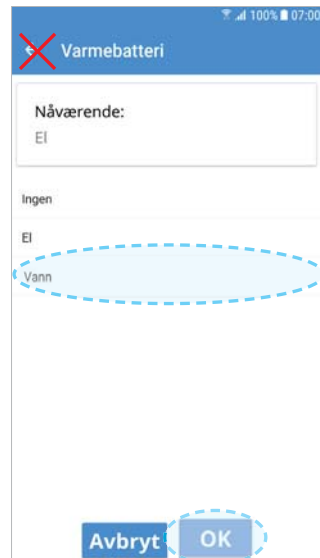 100% 07:00
Varmebatteri
Nåværende:
El
Ingen
El
Vann
Avbryt
OK